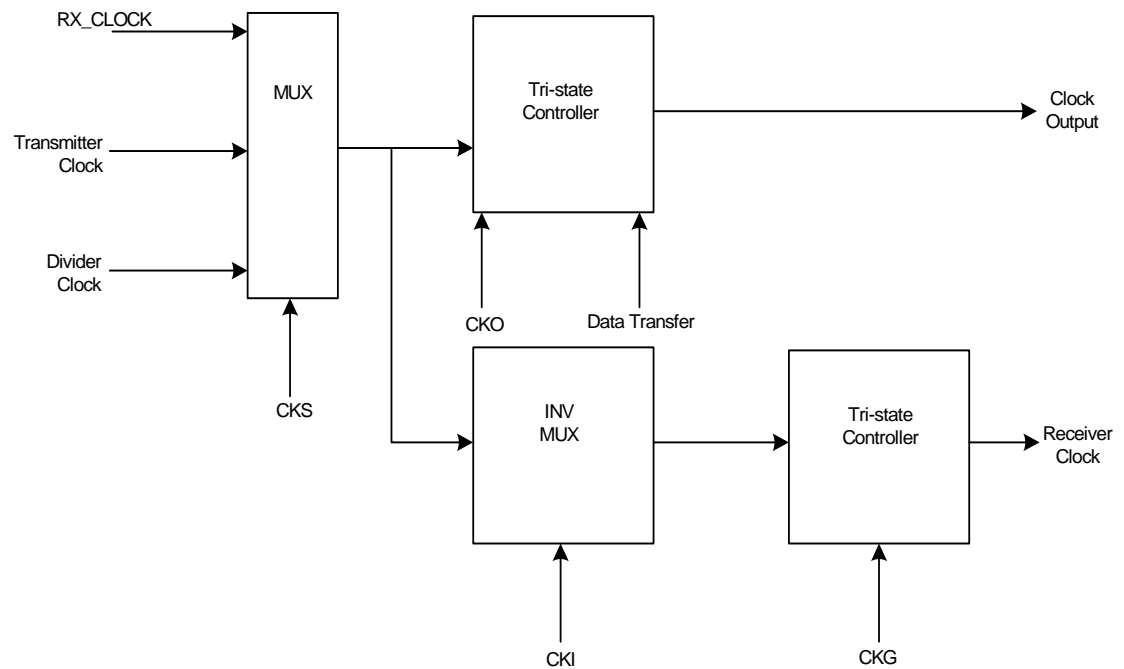 RX_CLOCK
MUX
Transmitter
Clock
Divider
Clock
CKS
Tri-state
Controller
Clock
Output
CKO
Data Transfer
INV
MUX
Tri-state
Controller
Receiver
Clock
CKI
CKG